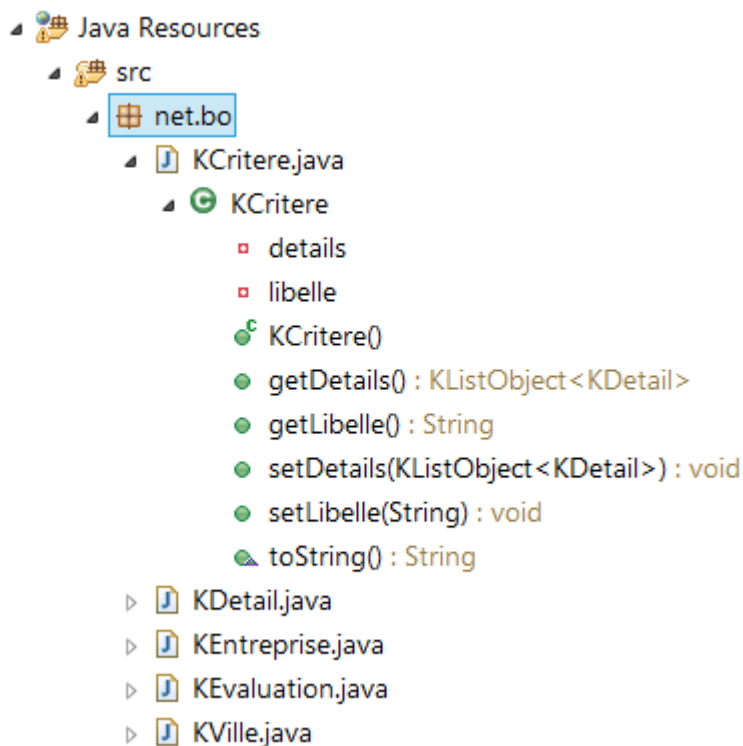 Java Resources
src
net.bo
KCritere.java
KCritere
details
libelle
KCritere()
getDetails() : KListObject<KDetail>
getLibelle() : String
setDetails(KListObject<KDetail>) : void
setLibelle(String) : void
toString() : String
KDetail.java
KEntreprise.java
KEvaluation.java
KVille.java